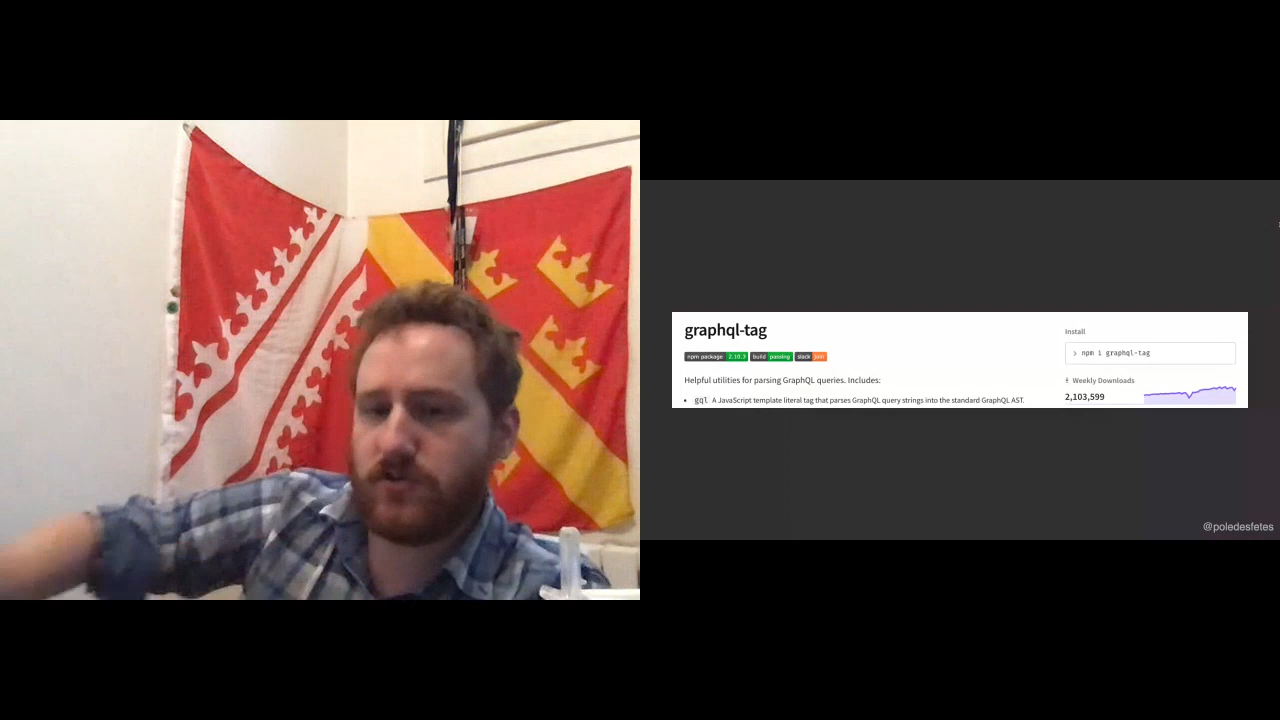 graphql-tag
npm package 2.10.3 build passing slack join
Helpful utilities for parsing GraphQL queries. Includes:
• gql A JavaScript template literal tag that parses GraphQL query strings into the standard GraphQL AST.
Install
> npm i graphql-tag
Weekly Downloads
2,103,599
@poledesfetes